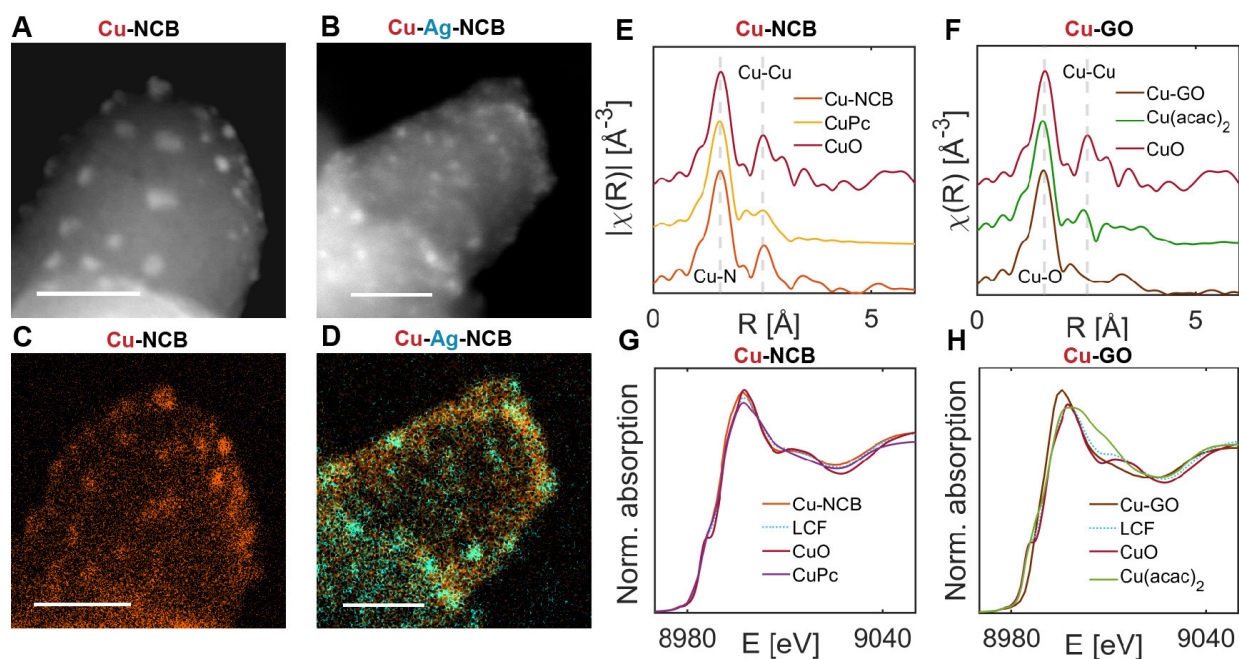 A Cu-NCB
B Cu-Ag-NCB
C Cu-NCB
D Cu-Ag-NCB
E Cu-NCB
|χ(R)| [Å⁻³]
Cu-Cu
Cu-NCB
CuPc
CuO
Cu-N
0 5
R [Å]
F Cu-GO
χ(R) [Å⁻³]
Cu-Cu
Cu-GO
Cu(acac)₂
CuO
Cu-O
0 5
R [Å]
G Cu-NCB
Norm. absorption
Cu-NCB
LCF
CuO
CuPc
8980 9040
E [eV]
H Cu-GO
Norm. absorption
Cu-GO
LCF
CuO
Cu(acac)₂
8980 9040
E [eV]